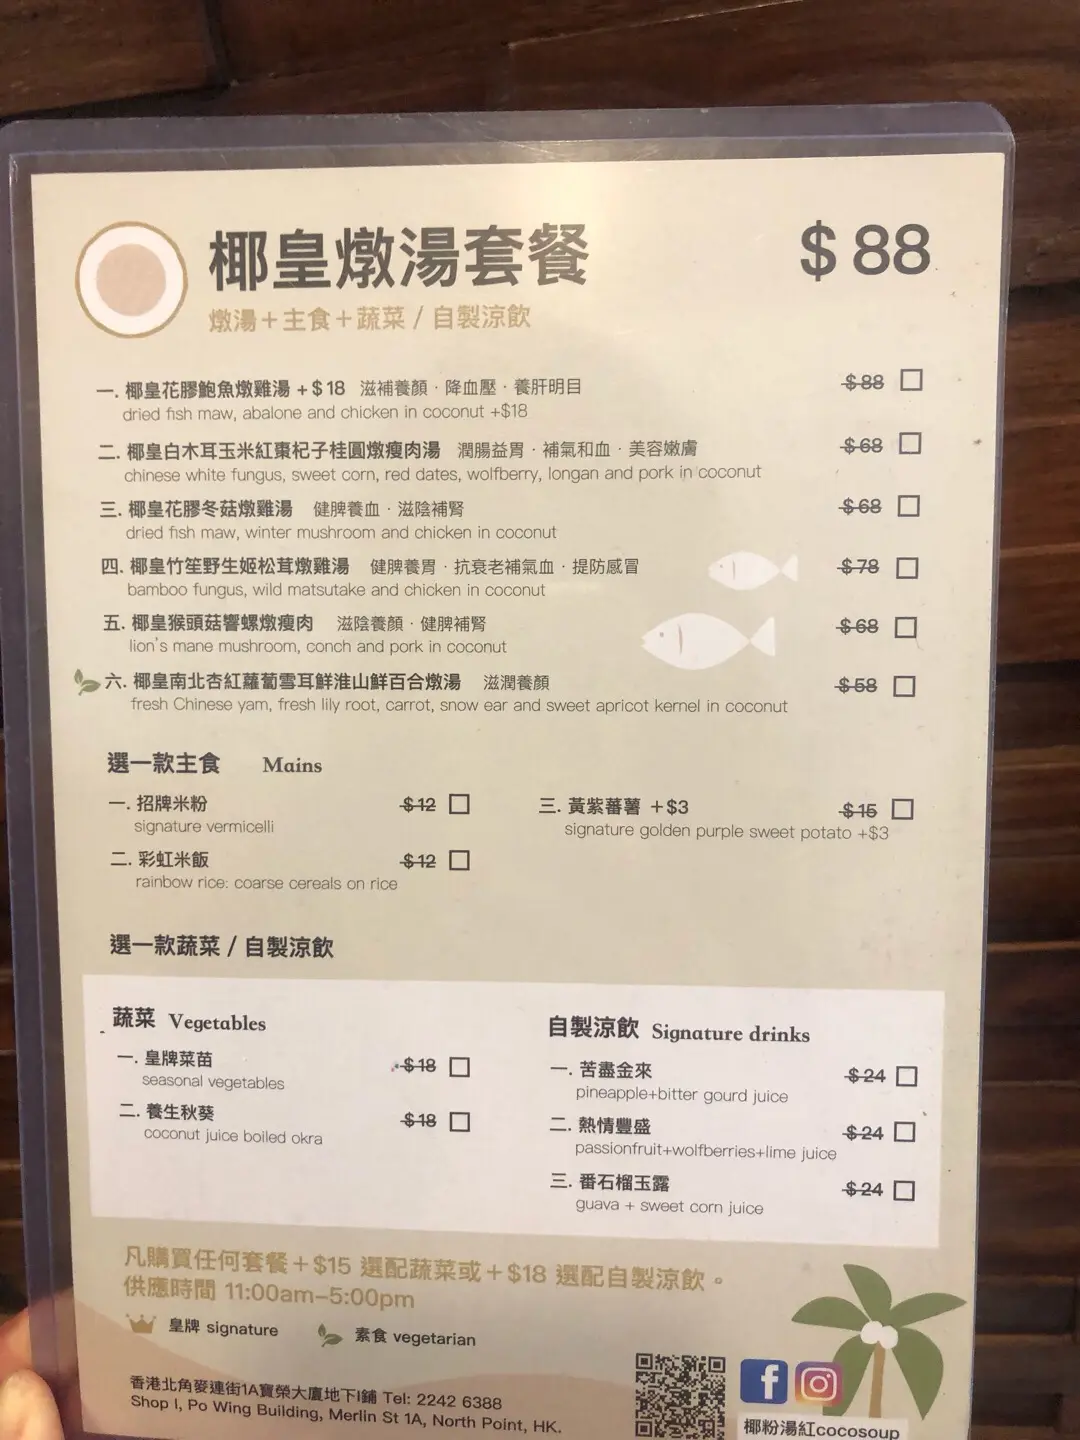 椰皇燉湯套餐 $88
燉湯＋主食＋蔬菜 / 自製涼飲
一. 椰皇花膠鮑魚燉雞湯 +$18 滋補養顏 · 降血壓 · 養肝明目 $88
dried fish maw, abalone and chicken in coconut +$18
二. 椰皇白木耳玉米紅棗杞子桂圓燉瘦肉湯 潤腸益胃 · 補氣和血 · 美容嫩膚 $68
chinese white fungus, sweet corn, red dates, wolfberry, longan and pork in coconut
三. 椰皇花膠冬菇燉雞湯 健脾養血 · 滋陰補腎 $68
dried fish maw, winter mushroom and chicken in coconut
四. 椰皇竹笙野生姬松茸燉雞湯 健脾養胃 · 抗衰老補氣血 · 提防感冒 $78
bamboo fungus, wild matsutake and chicken in coconut
五. 椰皇猴頭菇響螺燉瘦肉 滋陰養顏 · 健脾補腎 $68
lion's mane mushroom, conch and pork in coconut
六. 椰皇南北杏紅蘿蔔雪耳鮮淮山鮮百合燉湯 滋潤養顏 $58
fresh Chinese yam, fresh lily root, carrot, snow ear and sweet apricot kernel in coconut
選一款主食 Mains
一. 招牌米粉 $12
signature vermicelli
二. 彩虹米飯 $12
rainbow rice: coarse cereals on rice
三. 黃紫蕃薯 +$3 $15
signature golden purple sweet potato +$3
選一款蔬菜 / 自製涼飲
蔬菜 Vegetables
一. 皇牌菜苗 $18
seasonal vegetables
二. 養生秋葵 $18
coconut juice boiled okra
自製涼飲 Signature drinks
一. 苦盡金來 $24
pineapple+bitter gourd juice
二. 熱情豐盛 $24
passionfruit+wolfberries+lime juice
三. 番石榴玉露 $24
guava + sweet corn juice
凡購買任何套餐＋$15 選配蔬菜或＋$18 選配自製涼飲。
供應時間 11:00am–5:00pm
皇牌 signature 素食 vegetarian
香港北角麥連街1A寶榮大廈地下I鋪 Tel: 2242 6388
Shop I, Po Wing Building, Merlin St 1A, North Point, HK.
椰粉湯紅cocosoup